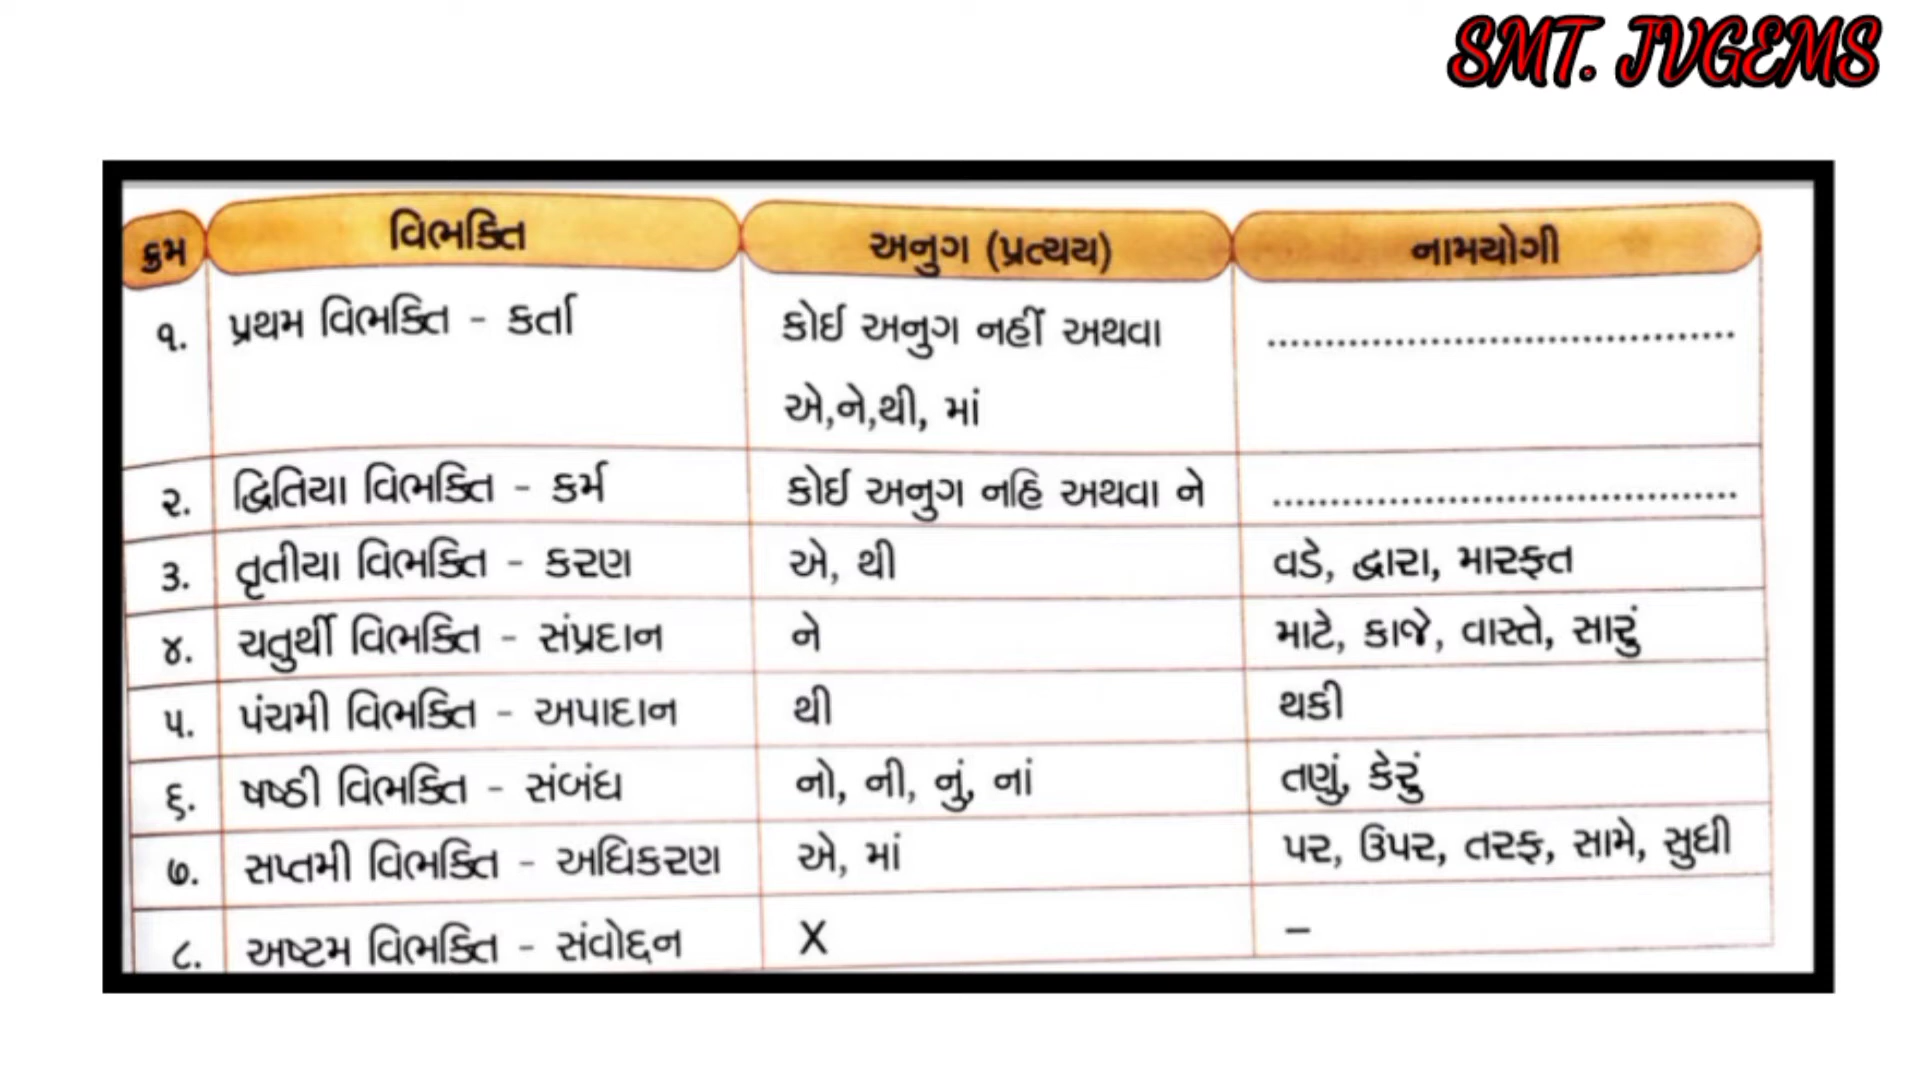 SMT. JVGEMS
ક્રમ વિભક્તિ અનુગ (પ્રત્યય) નામયોગી
૧. પ્રથમ વિભક્તિ - કર્તા કોઈ અનુગ નહીં અથવા ........................................
એ,ને,થી, માં
૨. દ્વિતિયા વિભક્તિ - કર્મ કોઈ અનુગ નહિ અથવા ને ........................................
૩. તૃતીયા વિભક્તિ - કરણ એ, થી વડે, દ્વારા, મારફત
૪. ચતુર્થી વિભક્તિ - સંપ્રદાન ને માટે, કાજે, વાસ્તે, સારું
૫. પંચમી વિભક્તિ - અપાદાન થી થકી
૬. ષષ્ઠી વિભક્તિ - સંબંધ નો, ની, નું, નાં તણું, કેરું
૭. સપ્તમી વિભક્તિ - અધિકરણ એ, માં પર, ઉપર, તરફ, સામે, સુધી
૮. અષ્ટમ વિભક્તિ - સંવોદ્દન X –